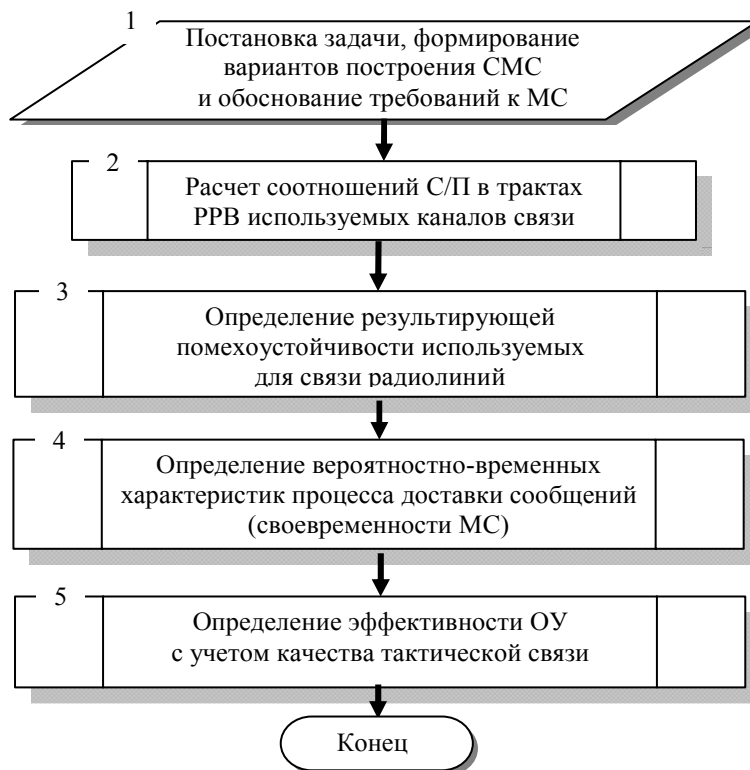 1
Постановка задачи, формирование
вариантов построения СМС
и обоснование требований к МС
2
Расчет соотношений С/П в трактах
РРВ используемых каналов связи
3
Определение результирующей
помехоустойчивости используемых
для связи радиолиний
4
Определение вероятностно-временных
характеристик процесса доставки сообщений
(своевременности МС)
5
Определение эффективности ОУ
с учетом качества тактической связи
Конец